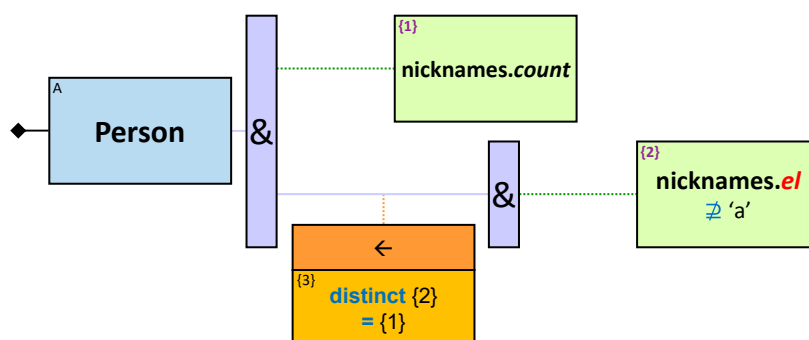 A
Person
&
{1}
nicknames.count
&
{2}
nicknames.el
⊉ ‘a’
←
{3}
distinct {2}
= {1}